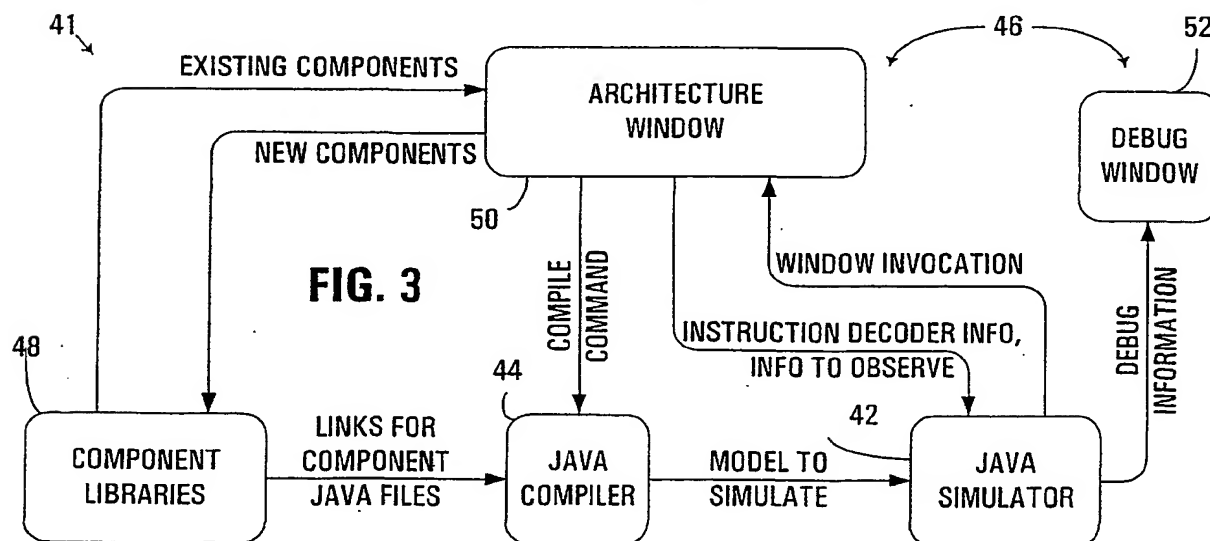 41
46
52
EXISTING COMPONENTS
ARCHITECTURE
WINDOW
DEBUG
WINDOW
NEW COMPONENTS
50
FIG. 3
COMPILE
COMMAND
WINDOW INVOCATION
INSTRUCTION DECODER INFO,
INFO TO OBSERVE
DEBUG
INFORMATION
48
COMPONENT
LIBRARIES
LINKS FOR
COMPONENT
JAVA FILES
44
JAVA
COMPILER
MODEL TO
SIMULATE
42
JAVA
SIMULATOR